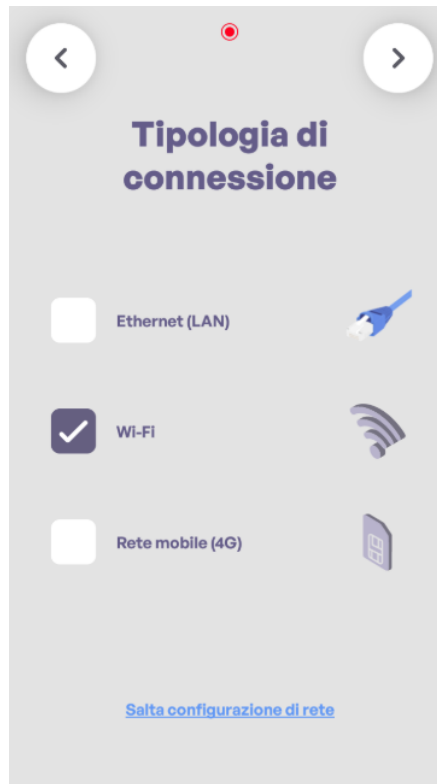 Tipologia di
connessione
Ethernet (LAN)
Wi-Fi
Rete mobile (4G)
Salta configurazione di rete